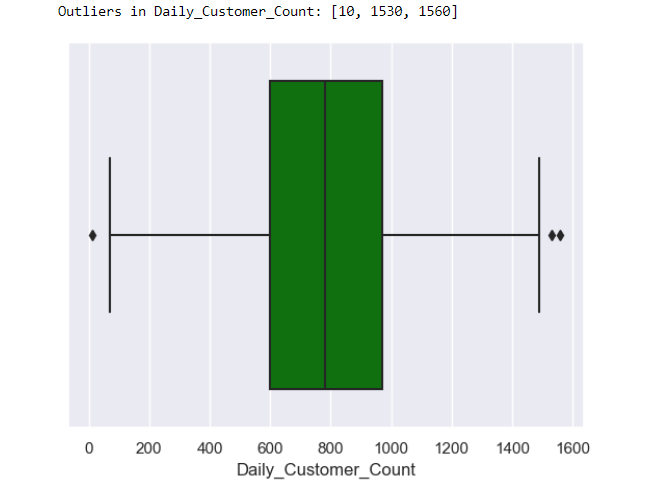 Outliers in Daily_Customer_Count: [10, 1530, 1560]
0 200 400 600 800 1000 1200 1400 1600
Daily_Customer_Count